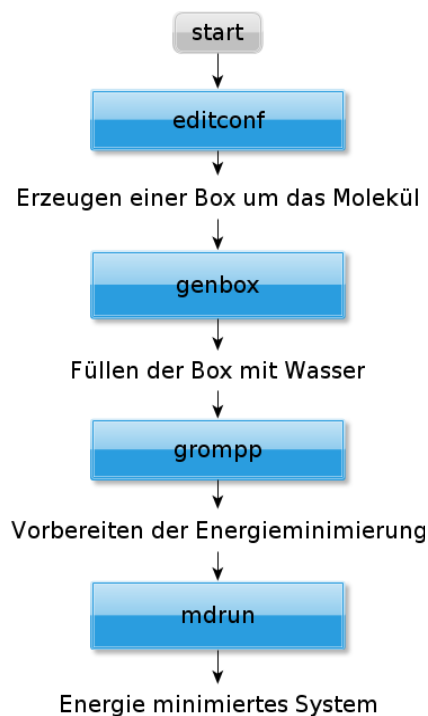 start
editconf
Erzeugen einer Box um das Molekül
genbox
Füllen der Box mit Wasser
grompp
Vorbereiten der Energieminimierung
mdrun
Energie minimiertes System